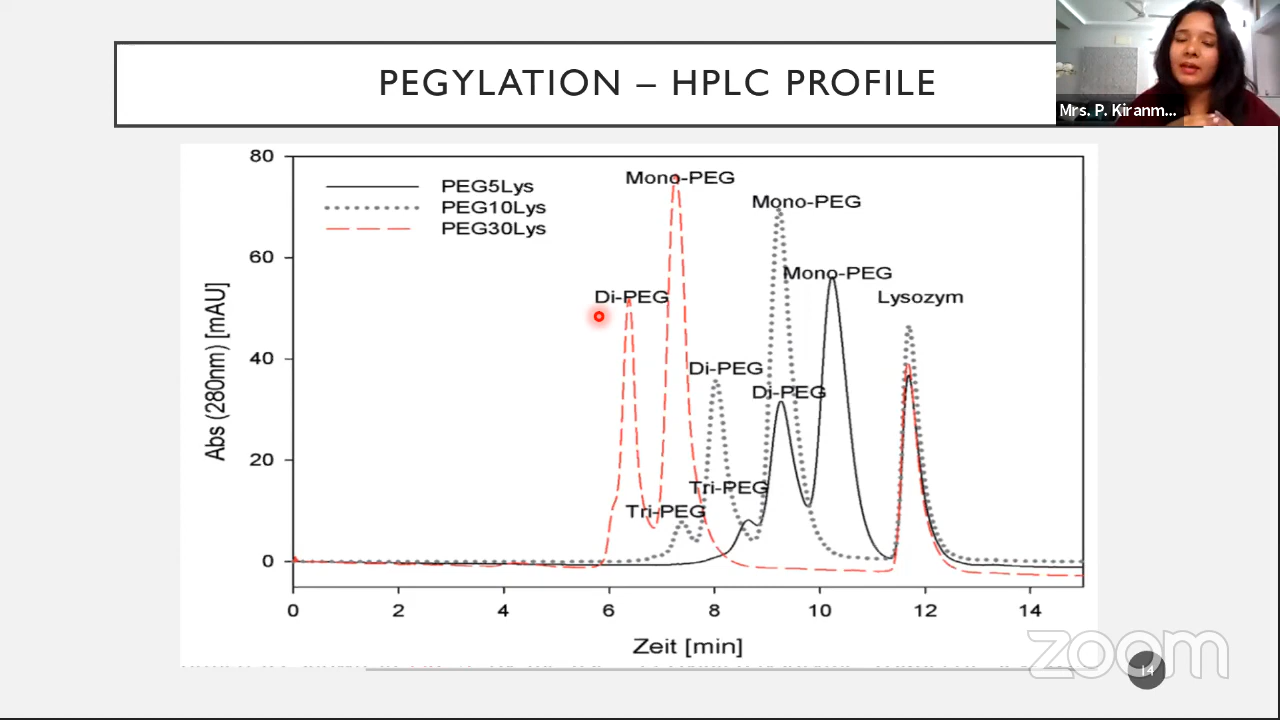 PEGYLATION – HPLC PROFILE
Mrs. P. Kiranm...
80
60
40
20
0
Abs (280nm) [mAU]
PEG5Lys
PEG10Lys
PEG30Lys
Mono-PEG
Mono-PEG
Mono-PEG
Di-PEG
Lysozym
Di-PEG
Di-PEG
Tri-PEG
Tri-PEG
0 2 4 6 8 10 12 14
Zeit [min]
zoom
14